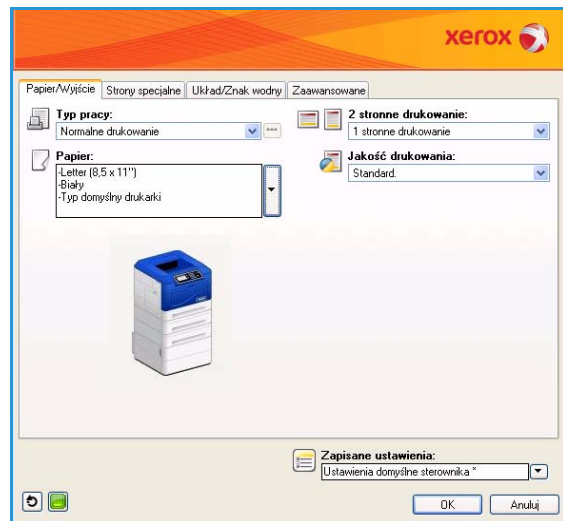 xerox
Papier/Wyjście Strony specjalne Układ/Znak wodny Zaawansowane
Typ pracy:
Normalne drukowanie
Papier:
-Letter (8,5 x 11")
-Biały
-Typ domyślny drukarki
2 stronne drukowanie:
1 stronne drukowanie
Jakość drukowania:
Standard.
Zapisane ustawienia:
Ustawienia domyślne sterownika *
OK Anuluj